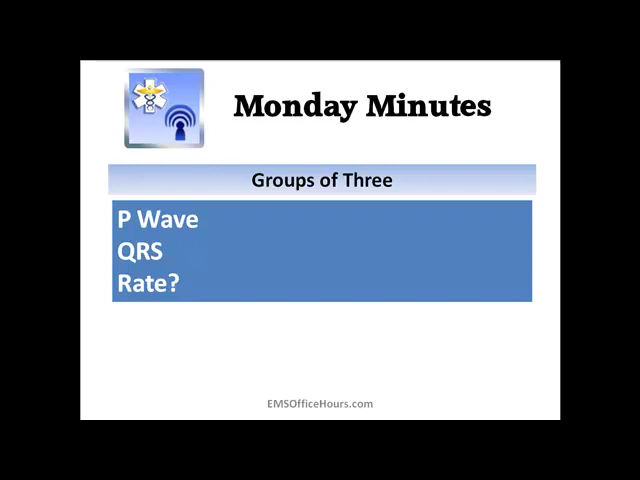 Monday Minutes
Groups of Three
P Wave
QRS
Rate?
EMSOfficeHours.com